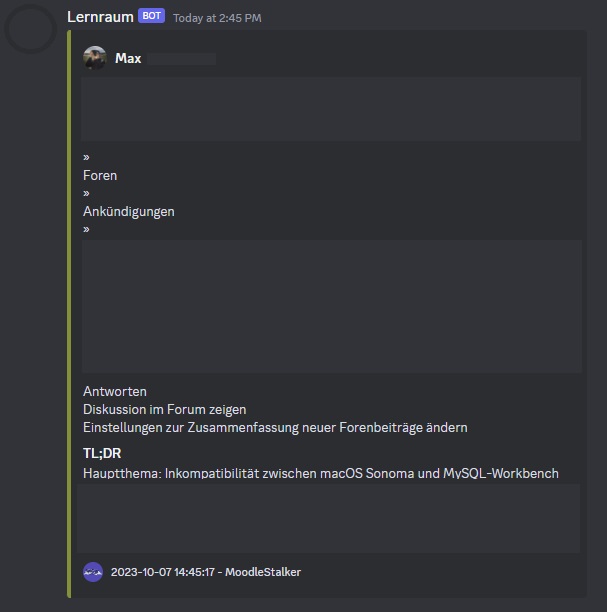 Lernraum BOT Today at 2:45 PM
Max
»
Foren
»
Ankündigungen
»
Antworten
Diskussion im Forum zeigen
Einstellungen zur Zusammenfassung neuer Forenbeiträge ändern
TL;DR
Hauptthema: Inkompatibilität zwischen macOS Sonoma und MySQL-Workbench
2023-10-07 14:45:17 - MoodleStalker